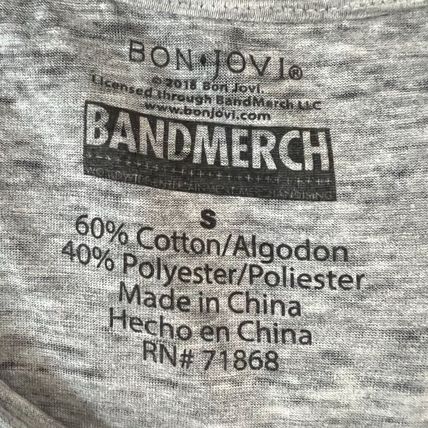 BON♦JOVI®
© 2018 Bon Jovi.
Licensed through BandMerch LLC
www.bonjovi.com
BANDMERCH
S
60% Cotton/Algodon
40% Polyester/Poliester
Made in China
Hecho en China
RN# 71868